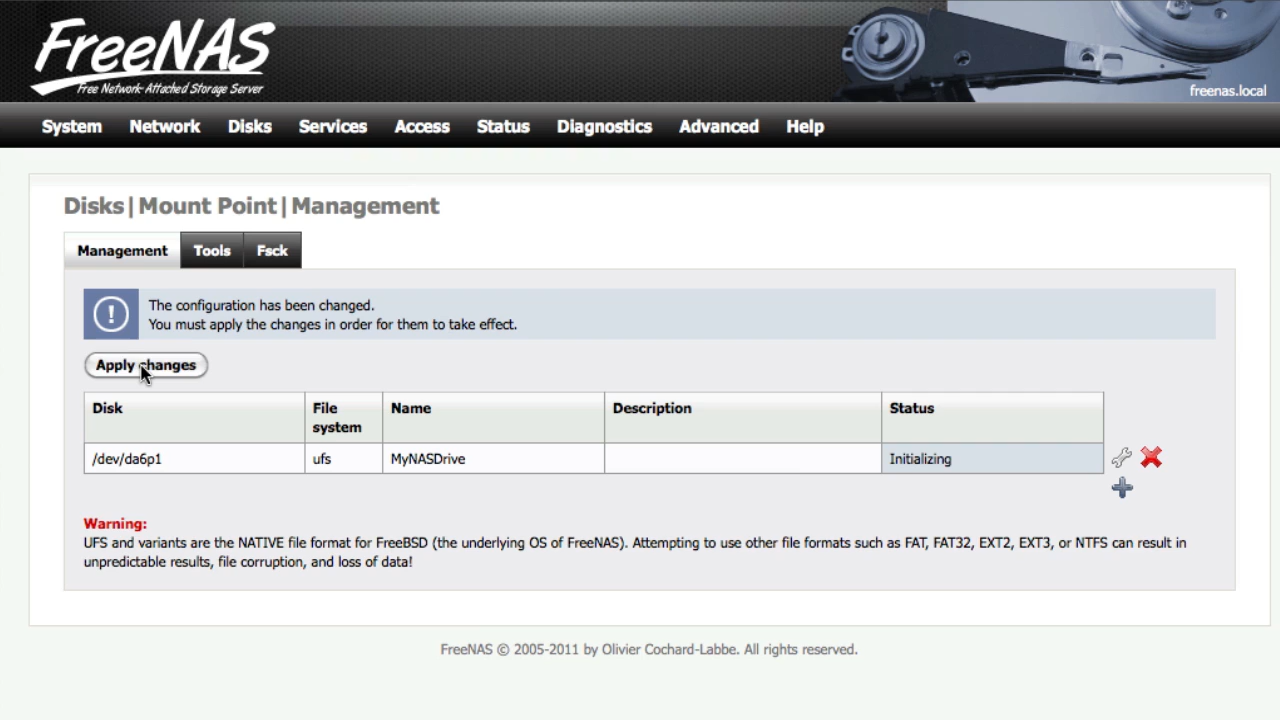 FreeNAS
Free Network-Attached Storage Server
freenas.local
System Network Disks Services Access Status Diagnostics Advanced Help
Disks|Mount Point|Management
Management Tools Fsck
The configuration has been changed.
You must apply the changes in order for them to take effect.
Apply changes
Disk File system Name Description Status
/dev/da6p1 ufs MyNASDrive Initializing
Warning:
UFS and variants are the NATIVE file format for FreeBSD (the underlying OS of FreeNAS). Attempting to use other file formats such as FAT, FAT32, EXT2, EXT3, or NTFS can result in
unpredictable results, file corruption, and loss of data!
FreeNAS © 2005-2011 by Olivier Cochard-Labbe. All rights reserved.